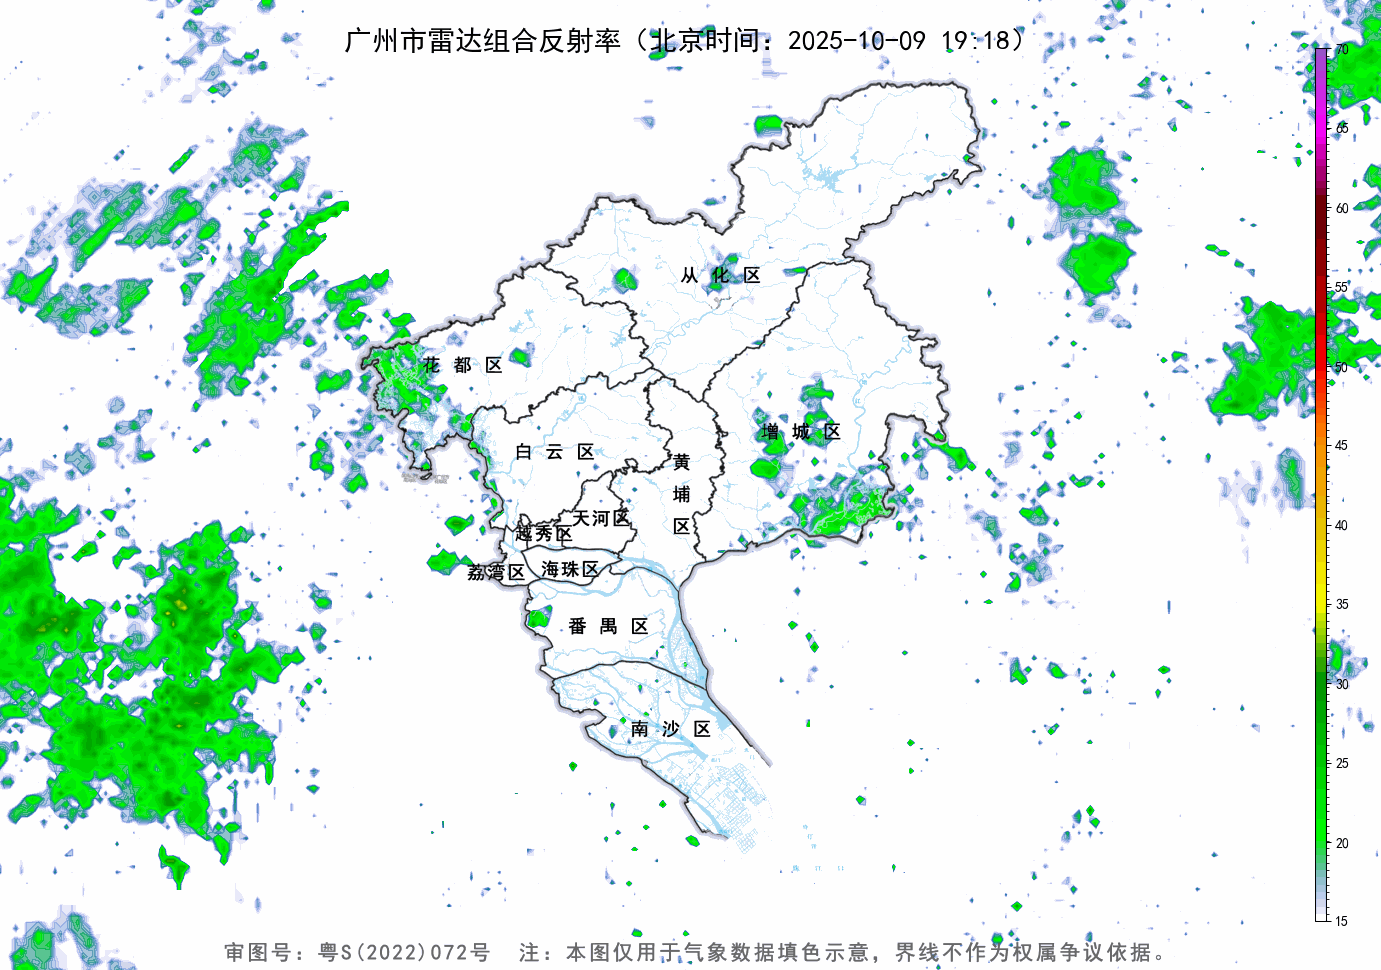 广州市雷达组合反射率（北京时间：2025-10-09 19:18）
70
65
60
55
50
45
40
35
30
25
20
15
从化区
花都区
增城区
白云区
黄埔区
天河区
越秀区
荔湾区
海珠区
番禺区
南沙区
审图号：粤S(2022)072号 注：本图仅用于气象数据填色示意，界线不作为权属争议依据。